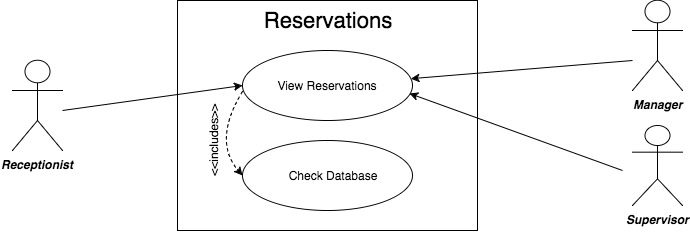 Reservations
View Reservations
Manager
<<includes>>
Receptionist
Check Database
Supervisor